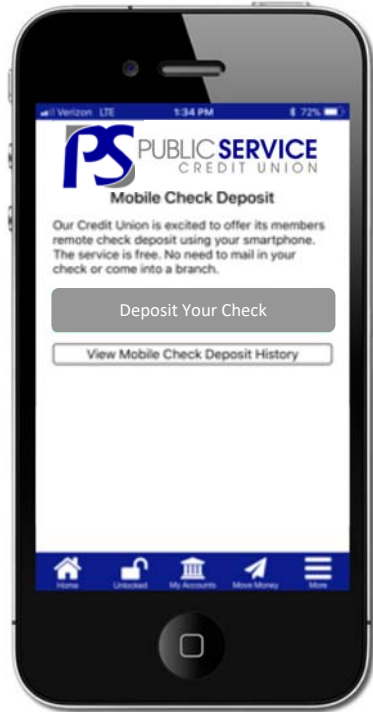 Verizon LTE 1:34 PM 72%
PS PUBLIC SERVICE
CREDIT UNION
Mobile Check Deposit
Our Credit Union is excited to offer its members
remote check deposit using your smartphone.
The service is free. No need to mail in your
check or come into a branch.
Deposit Your Check
View Mobile Check Deposit History
Home Unlocked My Accounts Move Money More